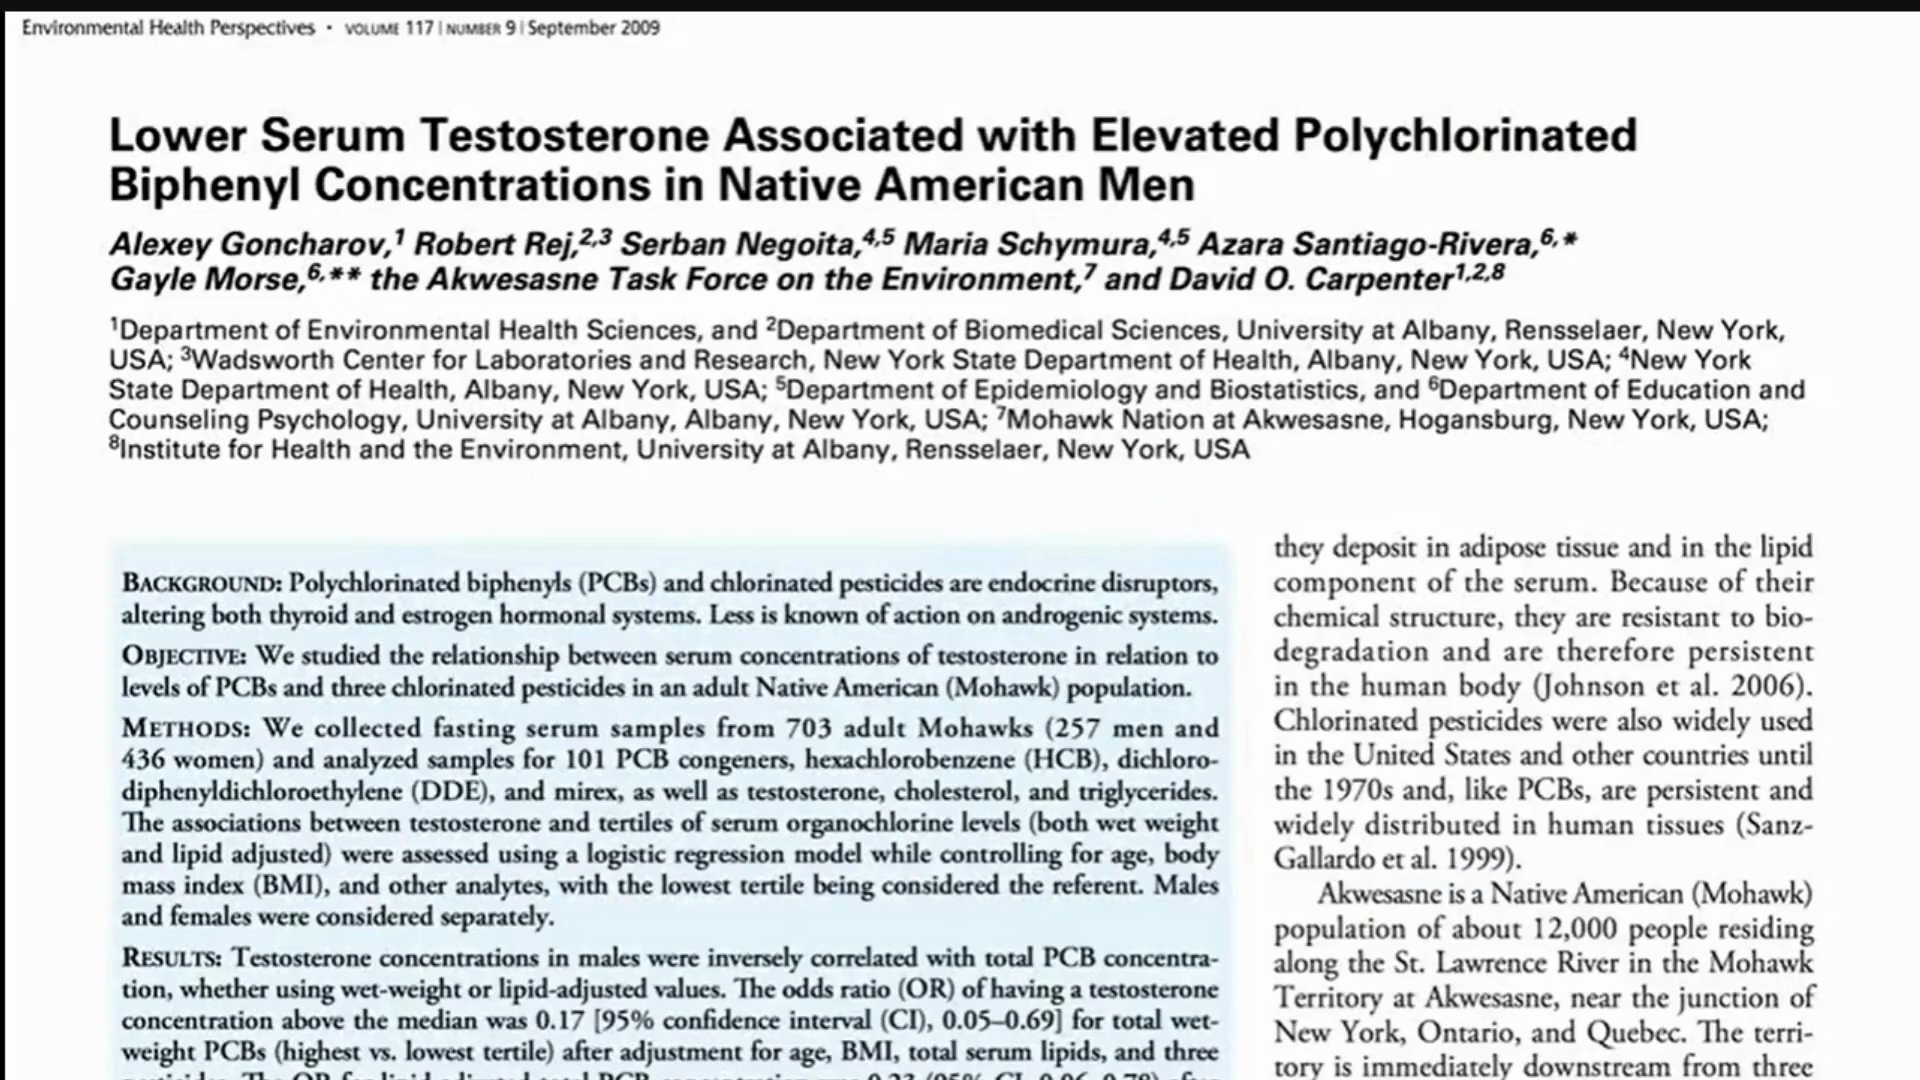 Environmental Health Perspectives • VOLUME 117 | NUMBER 9 | September 2009
Lower Serum Testosterone Associated with Elevated Polychlorinated
Biphenyl Concentrations in Native American Men
Alexey Goncharov,1 Robert Rej,2,3 Serban Negoita,4,5 Maria Schymura,4,5 Azara Santiago-Rivera,6,*
Gayle Morse,6,** the Akwesasne Task Force on the Environment,7 and David O. Carpenter1,2,8
1Department of Environmental Health Sciences, and 2Department of Biomedical Sciences, University at Albany, Rensselaer, New York,
USA; 3Wadsworth Center for Laboratories and Research, New York State Department of Health, Albany, New York, USA; 4New York
State Department of Health, Albany, New York, USA; 5Department of Epidemiology and Biostatistics, and 6Department of Education and
Counseling Psychology, University at Albany, Albany, New York, USA; 7Mohawk Nation at Akwesasne, Hogansburg, New York, USA;
8Institute for Health and the Environment, University at Albany, Rensselaer, New York, USA
BACKGROUND: Polychlorinated biphenyls (PCBs) and chlorinated pesticides are endocrine disruptors,
altering both thyroid and estrogen hormonal systems. Less is known of action on androgenic systems.
OBJECTIVE: We studied the relationship between serum concentrations of testosterone in relation to
levels of PCBs and three chlorinated pesticides in an adult Native American (Mohawk) population.
METHODS: We collected fasting serum samples from 703 adult Mohawks (257 men and
436 women) and analyzed samples for 101 PCB congeners, hexachlorobenzene (HCB), dichloro-
diphenyldichloroethylene (DDE), and mirex, as well as testosterone, cholesterol, and triglycerides.
The associations between testosterone and tertiles of serum organochlorine levels (both wet weight
and lipid adjusted) were assessed using a logistic regression model while controlling for age, body
mass index (BMI), and other analytes, with the lowest tertile being considered the referent. Males
and females were considered separately.
RESULTS: Testosterone concentrations in males were inversely correlated with total PCB concentra-
tion, whether using wet-weight or lipid-adjusted values. The odds ratio (OR) of having a testosterone
concentration above the median was 0.17 [95% confidence interval (CI), 0.05–0.69] for total wet-
weight PCBs (highest vs. lowest tertile) after adjustment for age, BMI, total serum lipids, and three
they deposit in adipose tissue and in the lipid
component of the serum. Because of their
chemical structure, they are resistant to bio-
degradation and are therefore persistent
in the human body (Johnson et al. 2006).
Chlorinated pesticides were also widely used
in the United States and other countries until
the 1970s and, like PCBs, are persistent and
widely distributed in human tissues (Sanz-
Gallardo et al. 1999).
Akwesasne is a Native American (Mohawk)
population of about 12,000 people residing
along the St. Lawrence River in the Mohawk
Territory at Akwesasne, near the junction of
New York, Ontario, and Quebec. The terri-
tory is immediately downstream from three